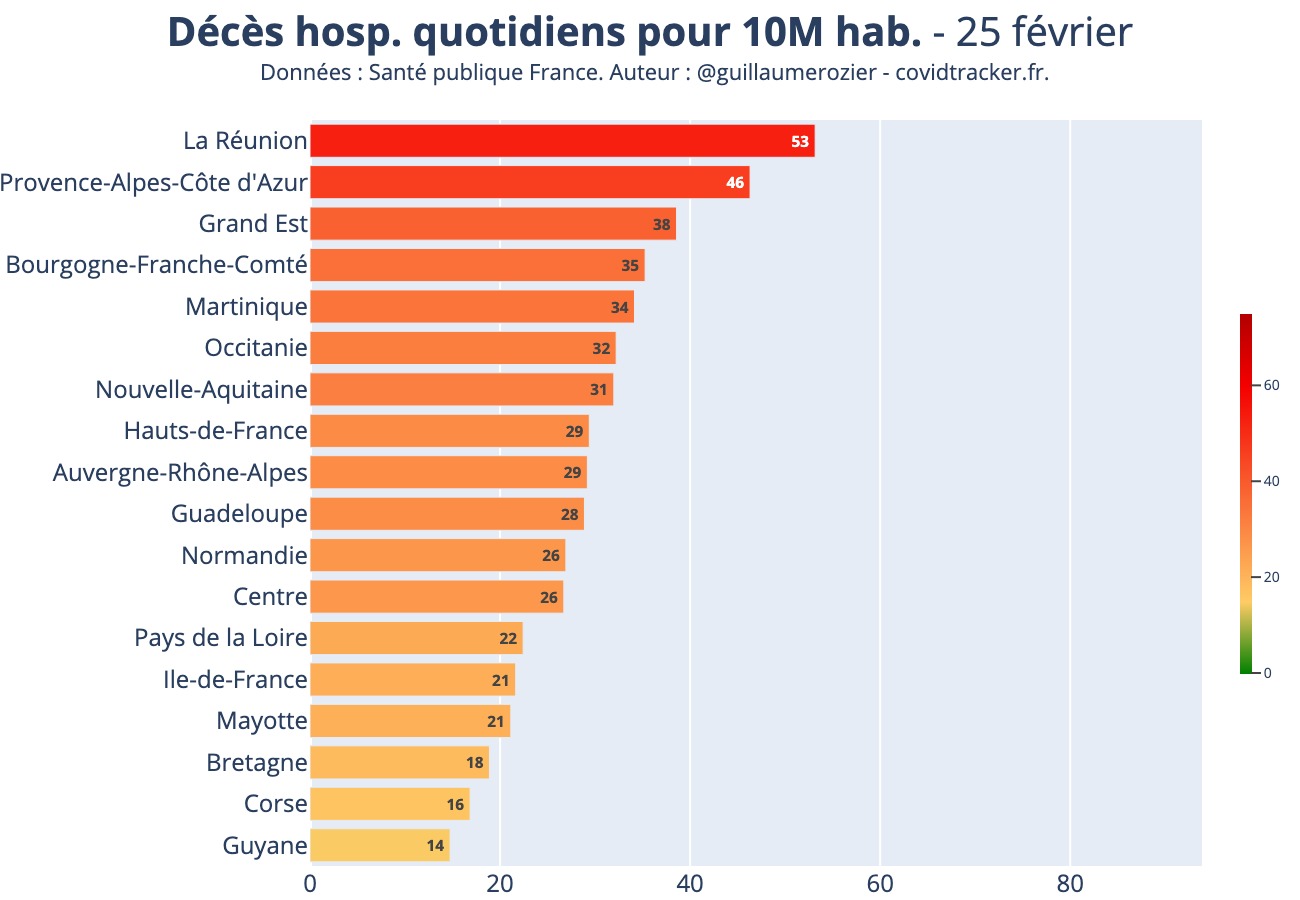 Décès hosp. quotidiens pour 10M hab. - 25 février
Données : Santé publique France. Auteur : @guillaumerozier - covidtracker.fr.
La Réunion 53
Provence-Alpes-Côte d'Azur 46
Grand Est 38
Bourgogne-Franche-Comté 35
Martinique 34
Occitanie 32
Nouvelle-Aquitaine 31
Hauts-de-France 29
Auvergne-Rhône-Alpes 29
Guadeloupe 28
Normandie 26
Centre 26
Pays de la Loire 22
Ile-de-France 21
Mayotte 21
Bretagne 18
Corse 16
Guyane 14
0 20 40 60 80
60
40
20
0